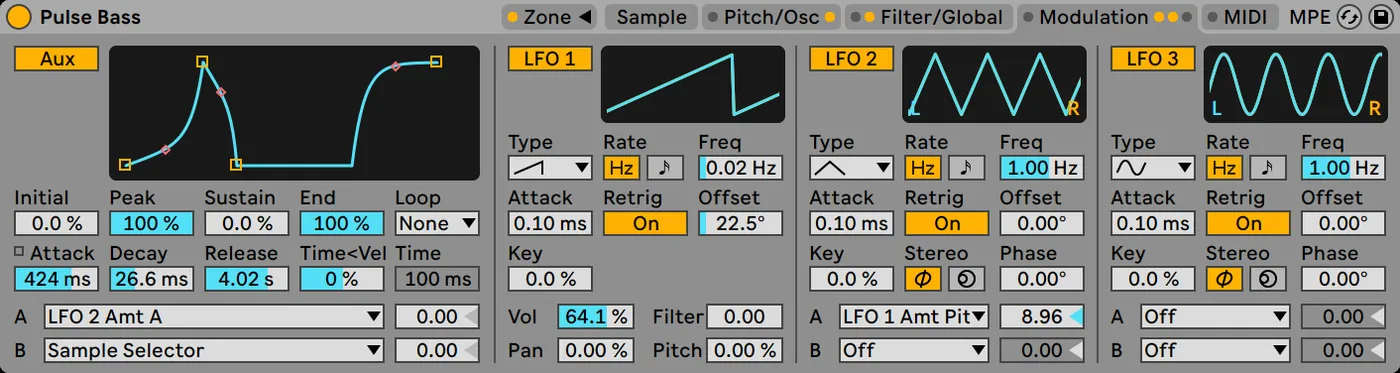 Pulse Bass Zone Sample Pitch/Osc Filter/Global Modulation MIDI MPE
Aux LFO 1 LFO 2 LFO 3
L R L R
Type Rate Freq Type Rate Freq Type Rate Freq
Hz 0.02 Hz Hz 1.00 Hz Hz 1.00 Hz
Initial Peak Sustain End Loop Attack Retrig Offset Attack Retrig Offset Attack Retrig Offset
0.0 % 100 % 0.0 % 100 % None 0.10 ms On 22.5° 0.10 ms On 0.00° 0.10 ms On 0.00°
Attack Decay Release Time<Vel Time Key Key Stereo Phase Key Stereo Phase
424 ms 26.6 ms 4.02 s 0 % 100 ms 0.0 % 0.0 % 0.00° 0.0 % 0.00°
A LFO 2 Amt A 0.00 Vol 64.1 % Filter 0.00 A LFO 1 Amt Pit 8.96 A Off 0.00
B Sample Selector 0.00 Pan 0.00 % Pitch 0.00 % B Off 0.00 B Off 0.00